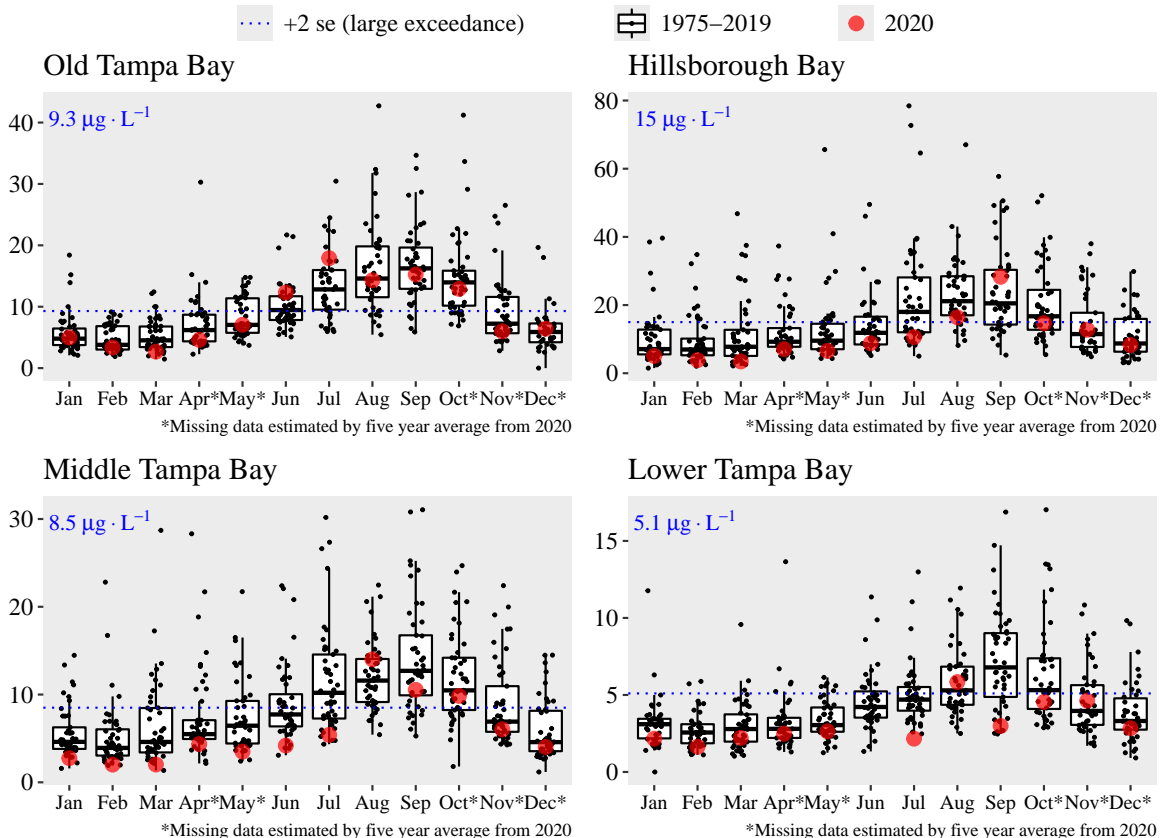 +2 se (large exceedance) 1975–2019 2020
Old Tampa Bay
9.3 μg · L⁻¹
40
30
20
10
0
Jan Feb Mar Apr* May* Jun Jul Aug Sep Oct* Nov* Dec*
*Missing data estimated by five year average from 2020
Hillsborough Bay
15 μg · L⁻¹
80
60
40
20
0
Jan Feb Mar Apr* May* Jun Jul Aug Sep Oct* Nov* Dec*
*Missing data estimated by five year average from 2020
Middle Tampa Bay
8.5 μg · L⁻¹
30
20
10
0
Jan Feb Mar Apr* May* Jun Jul Aug Sep Oct* Nov* Dec*
*Missing data estimated by five year average from 2020
Lower Tampa Bay
5.1 μg · L⁻¹
15
10
5
0
Jan Feb Mar Apr* May* Jun Jul Aug Sep Oct* Nov* Dec*
*Missing data estimated by five year average from 2020